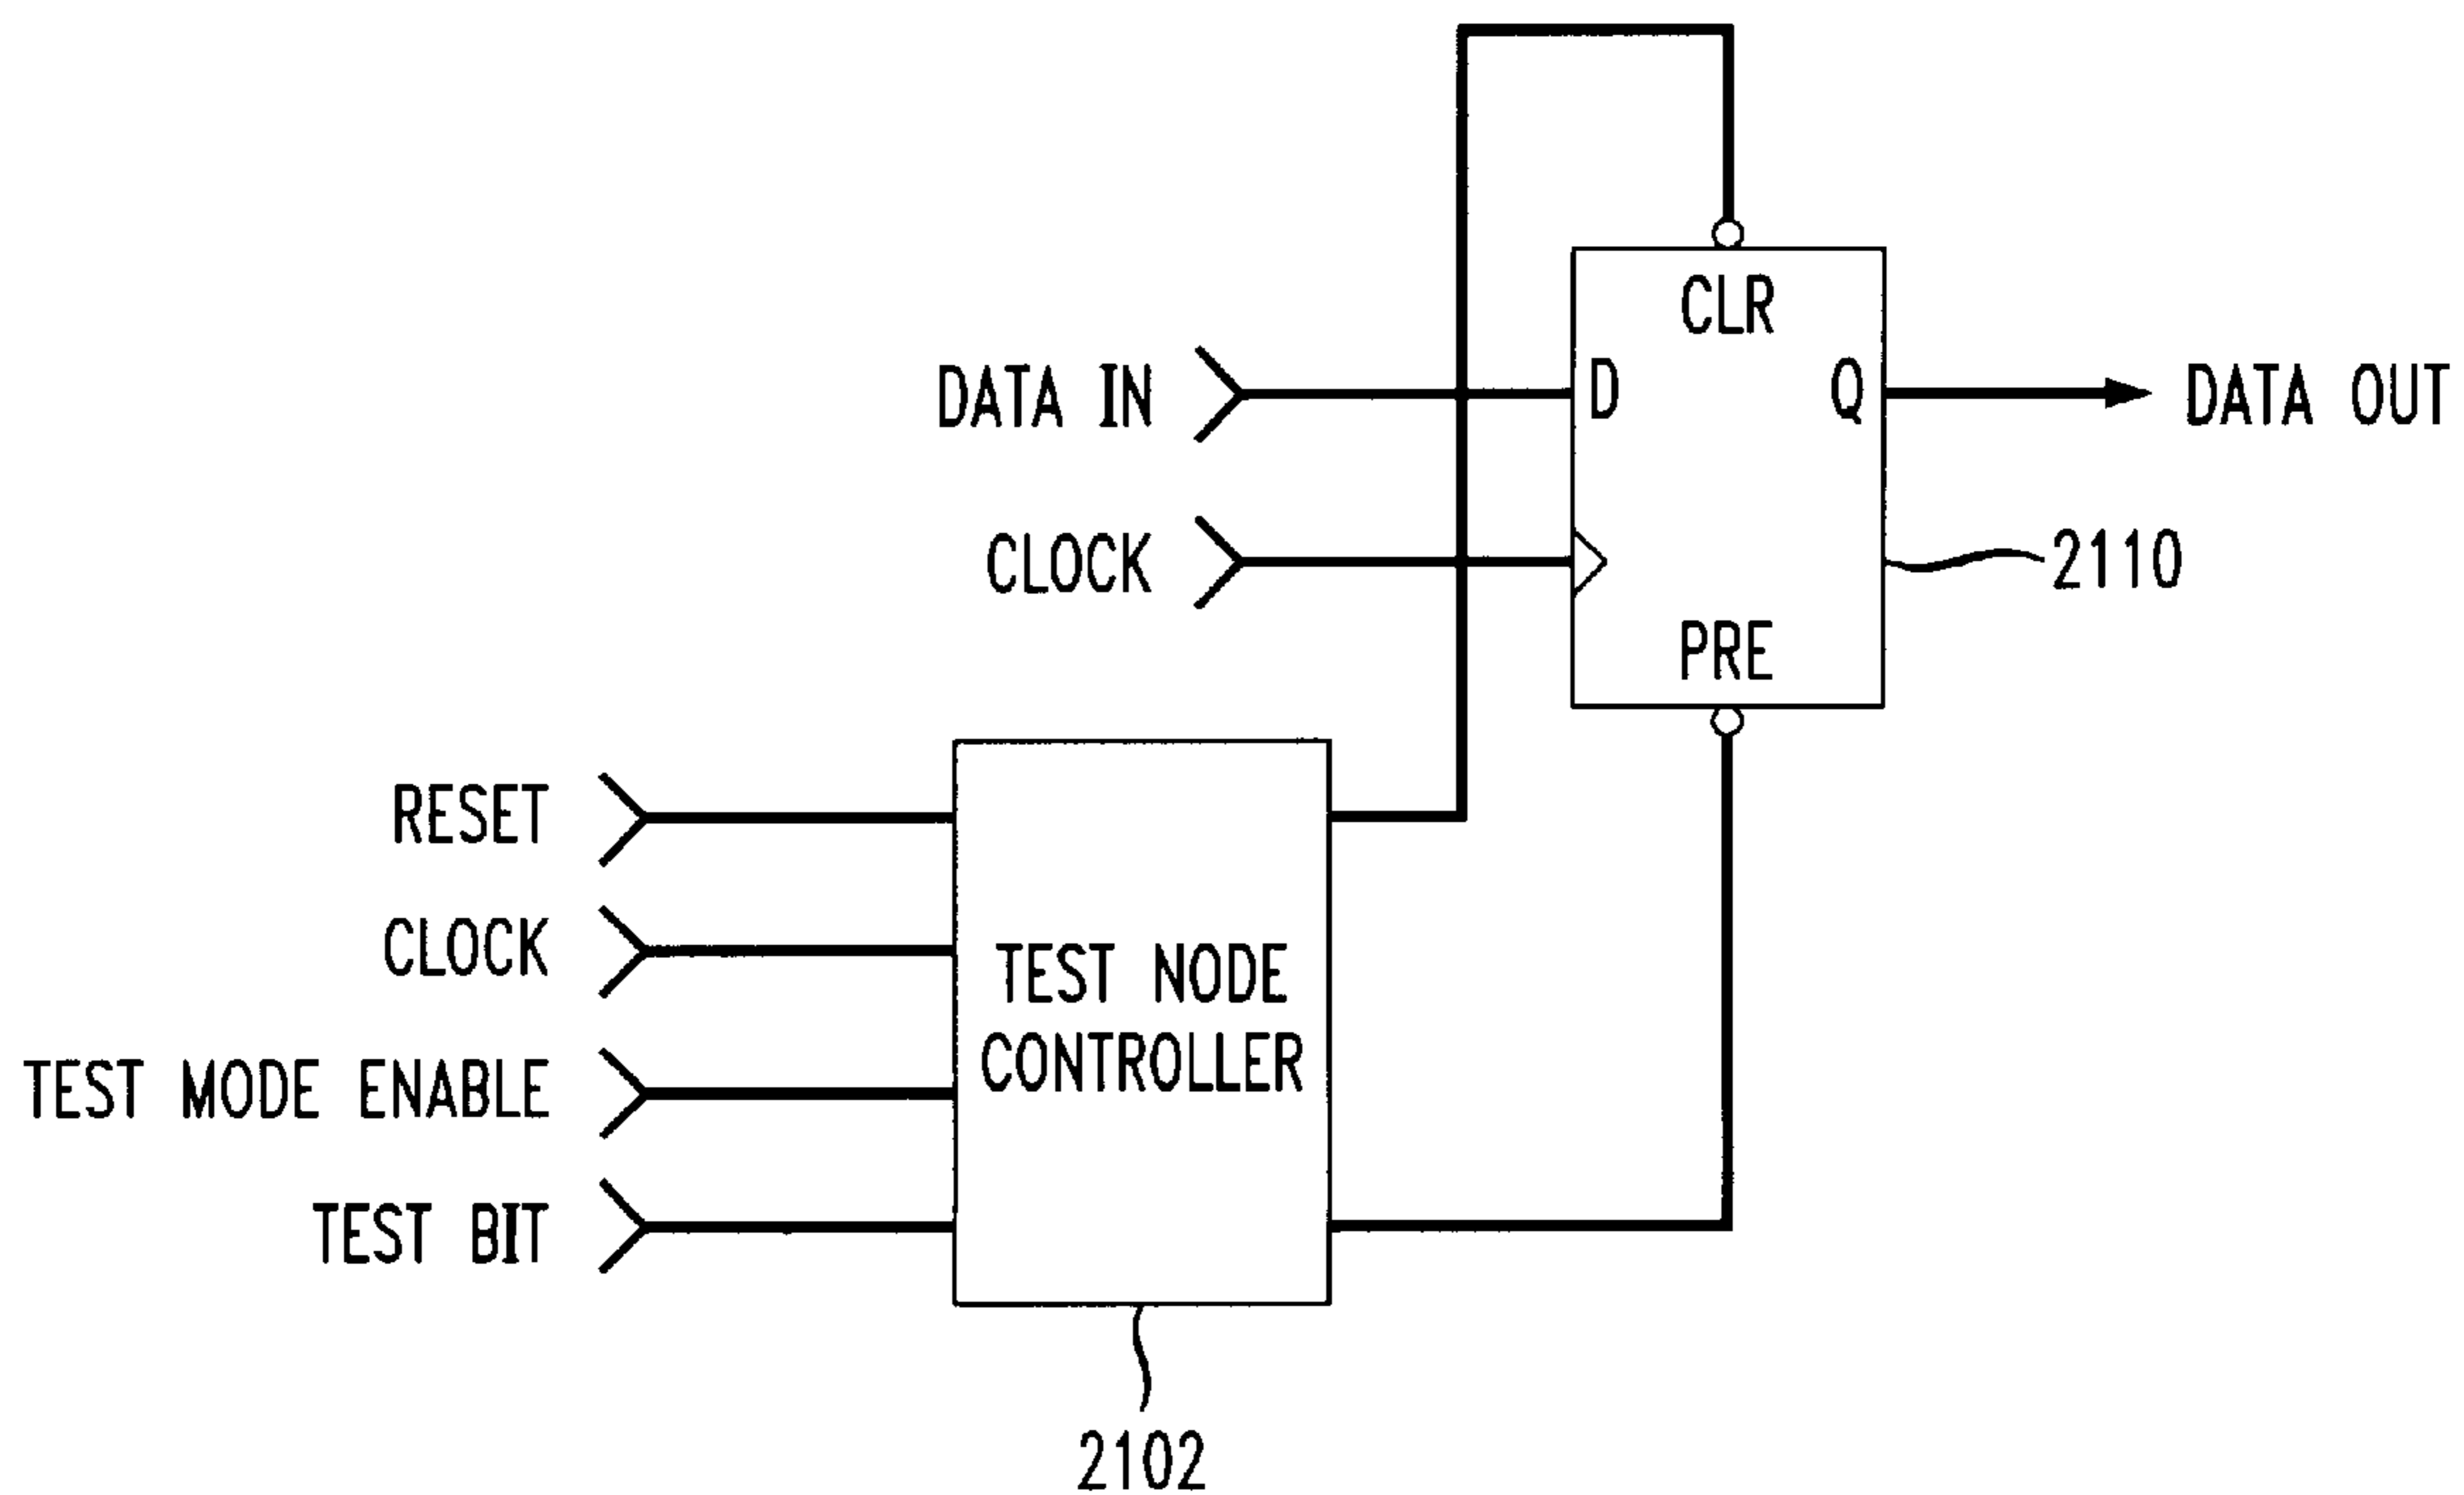 CLR
DATA IN
D
Q
DATA OUT
CLOCK
2110
PRE
RESET
CLOCK
TEST NODE
CONTROLLER
TEST MODE ENABLE
TEST BIT
2102